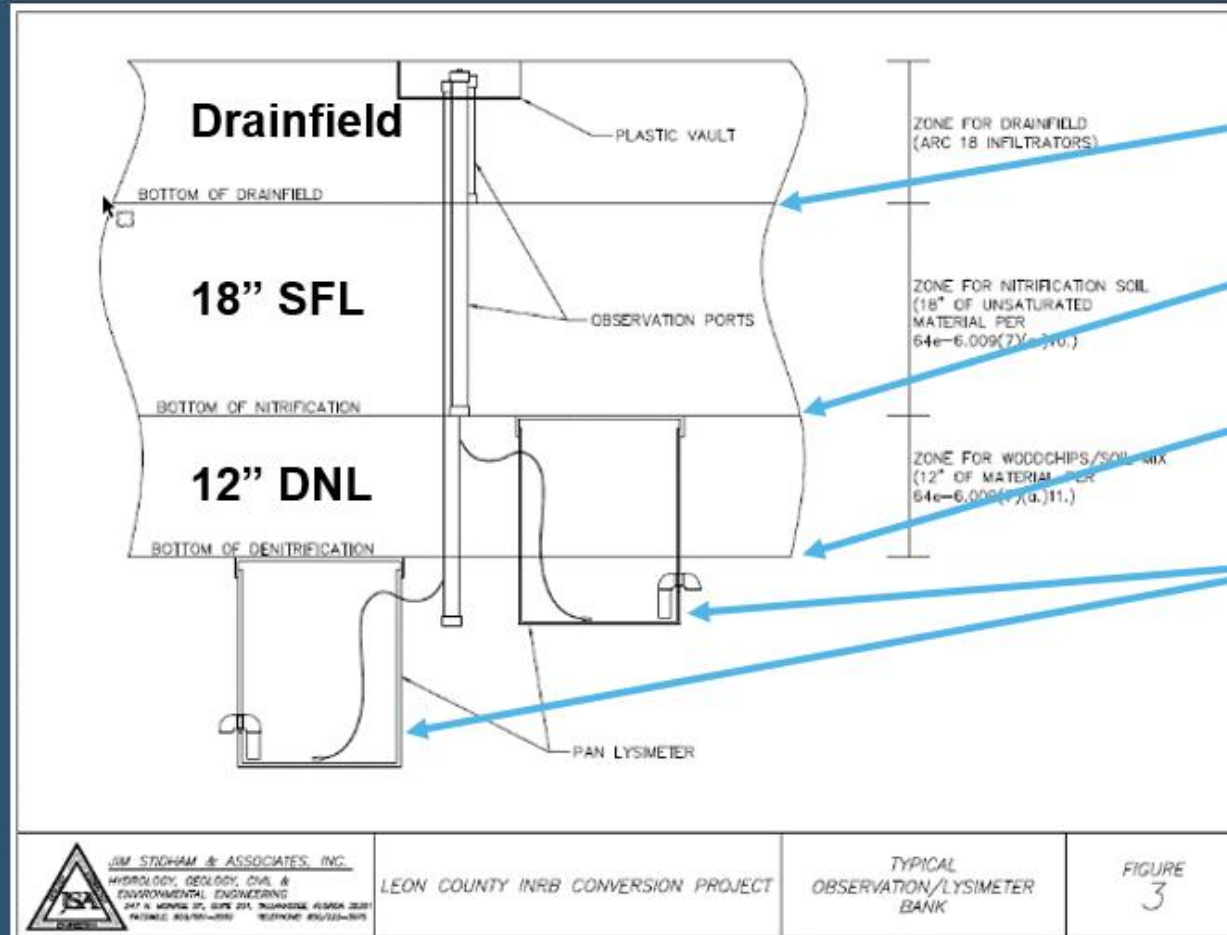 Drainfield
PLASTIC VAULT
ZONE FOR DRAINFIELD
(ARC 18 INFILTRATORS)
BOTTOM OF DRAINFIELD
18” SFL
OBSERVATION PORTS
ZONE FOR NITRIFICATION SOIL
(18" OF UNSATURATED
MATERIAL PER
BOTTOM OF NITRIFICATION
12” DNL
ZONE FOR WOODCHIPS/SOIL MIX
(12" OF MATERIAL PER
BOTTOM OF DENITRIFICATION
PAN LYSIMETER
JIM STIDHAM & ASSOCIATES, INC.
HYDROLOGY, GEOLOGY, CIVIL &
ENVIRONMENTAL ENGINEERING
JSA
LEON COUNTY INRB CONVERSION PROJECT
TYPICAL
OBSERVATION/LYSIMETER
BANK
FIGURE
3